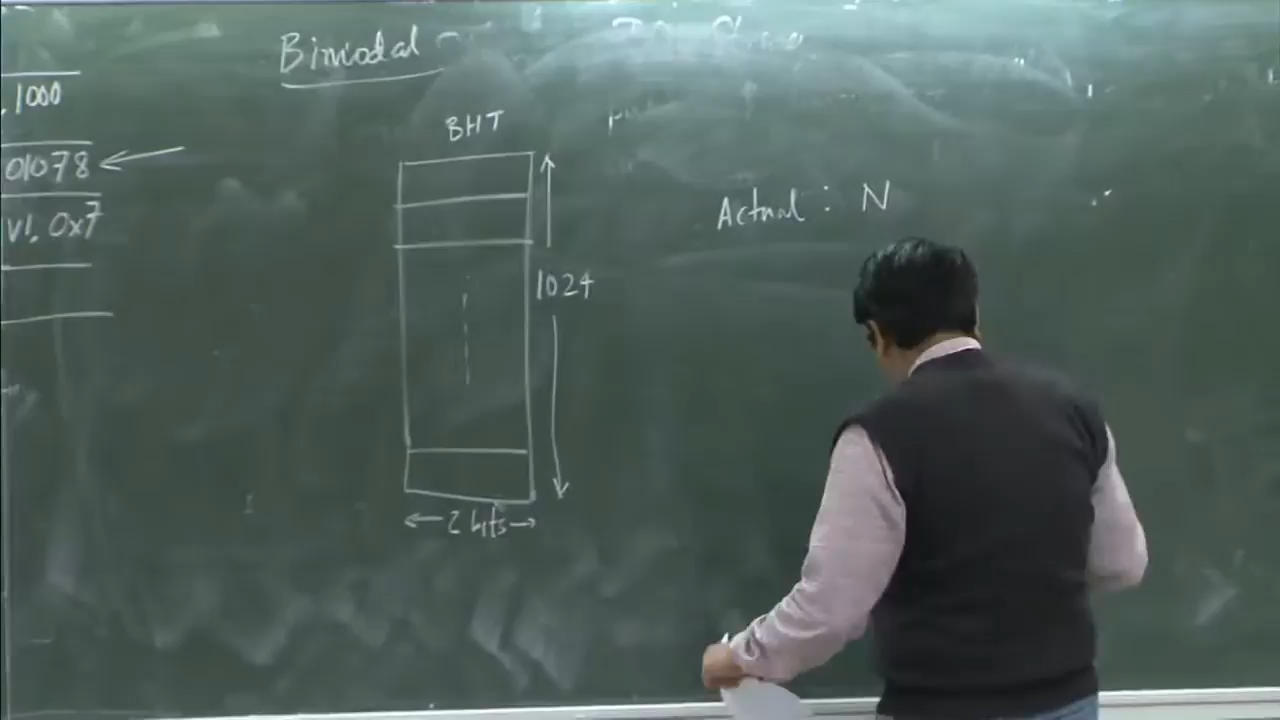 Bimodal
.1000
BHT
01078
Actual : N
v1. 0x7
1024
2 bits